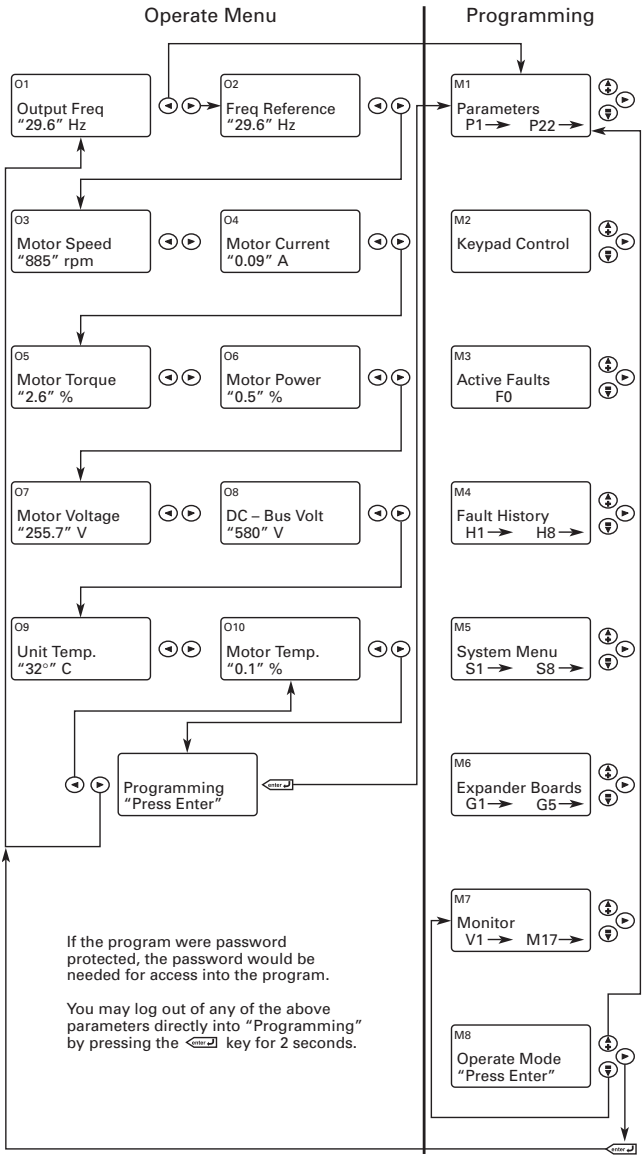 Operate Menu
Programming
O1
Output Freq
“29.6” Hz
O2
Freq Reference
“29.6” Hz
M1
Parameters
P1 P22
O3
Motor Speed
“885” rpm
O4
Motor Current
“0.09” A
M2
Keypad Control
O5
Motor Torque
“2.6” %
O6
Motor Power
“0.5” %
M3
Active Faults
F0
O7
Motor Voltage
“255.7” V
O8
DC – Bus Volt
“580” V
M4
Fault History
H1 H8
O9
Unit Temp.
“32° C
O10
Motor Temp.
“0.1” %
M5
System Menu
S1 S8
Programming
“Press Enter”
enter
M6
Expander Boards
G1 G5
M7
Monitor
V1 M17
If the program were password
protected, the password would be
needed for access into the program.
You may log out of any of the above
parameters directly into “Programming”
by pressing the enter key for 2 seconds.
M8
Operate Mode
“Press Enter”
enter